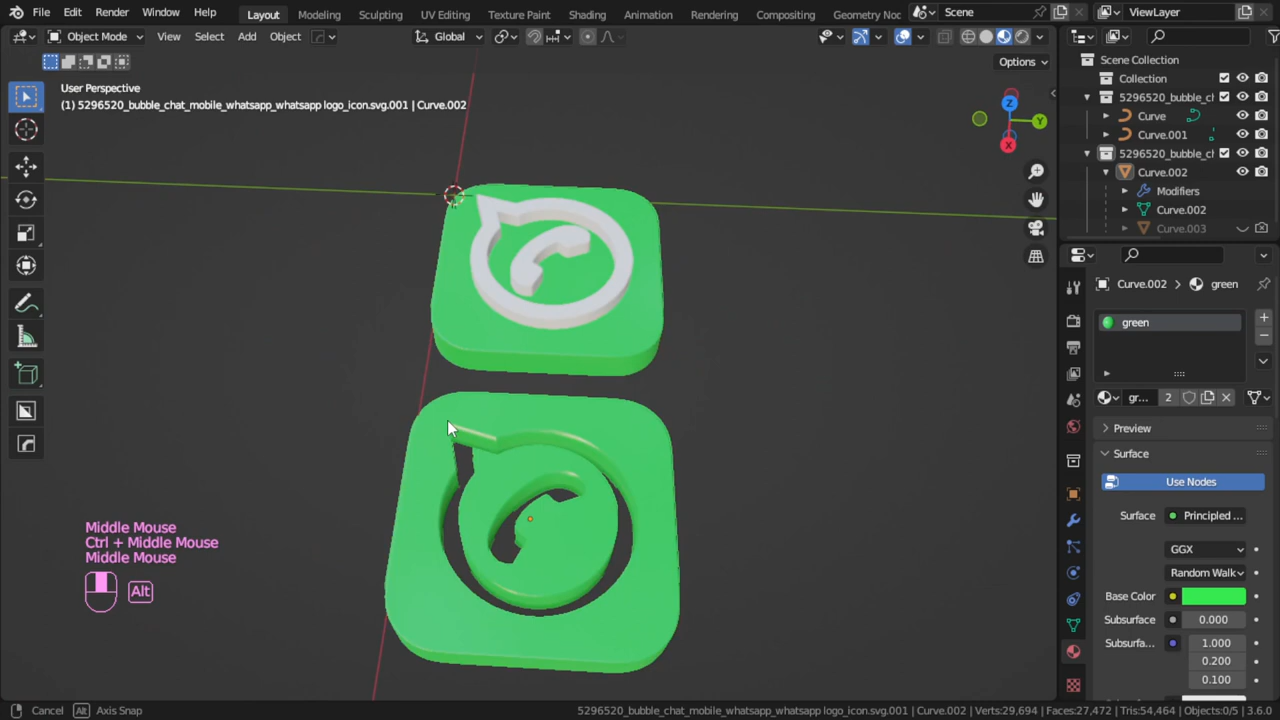 File Edit Render Window Help Layout Modeling Sculpting UV Editing Texture Paint Shading Animation Rendering Compositing Geometry Noc Scene ViewLayer
Object Mode View Select Add Object Global
Options
User Perspective
(1) 5296520_bubble_chat_mobile_whatsapp_whatsapp logo_icon.svg.001 | Curve.002
Z
Y
X
Scene Collection
Collection
5296520_bubble_cl
Curve
Curve.001
5296520_bubble_cl
Curve.002
Modifiers
Curve.002
Curve.003
Curve.002 > green
green
gr... 2
Preview
Surface
Use Nodes
Surface Principled ...
GGX
Random Walk
Base Color
Subsurface 0.000
Subsurfa... 1.000
0.200
0.100
Middle Mouse
Ctrl + Middle Mouse
Middle Mouse
Alt
Cancel Alt Axis Snap
5296520_bubble_chat_mobile_whatsapp_whatsapp logo_icon.svg.001 | Curve.002 | Verts:29,694 | Faces:27,472 | Tris:54,464 | Objects:0/5 | 3.6.0